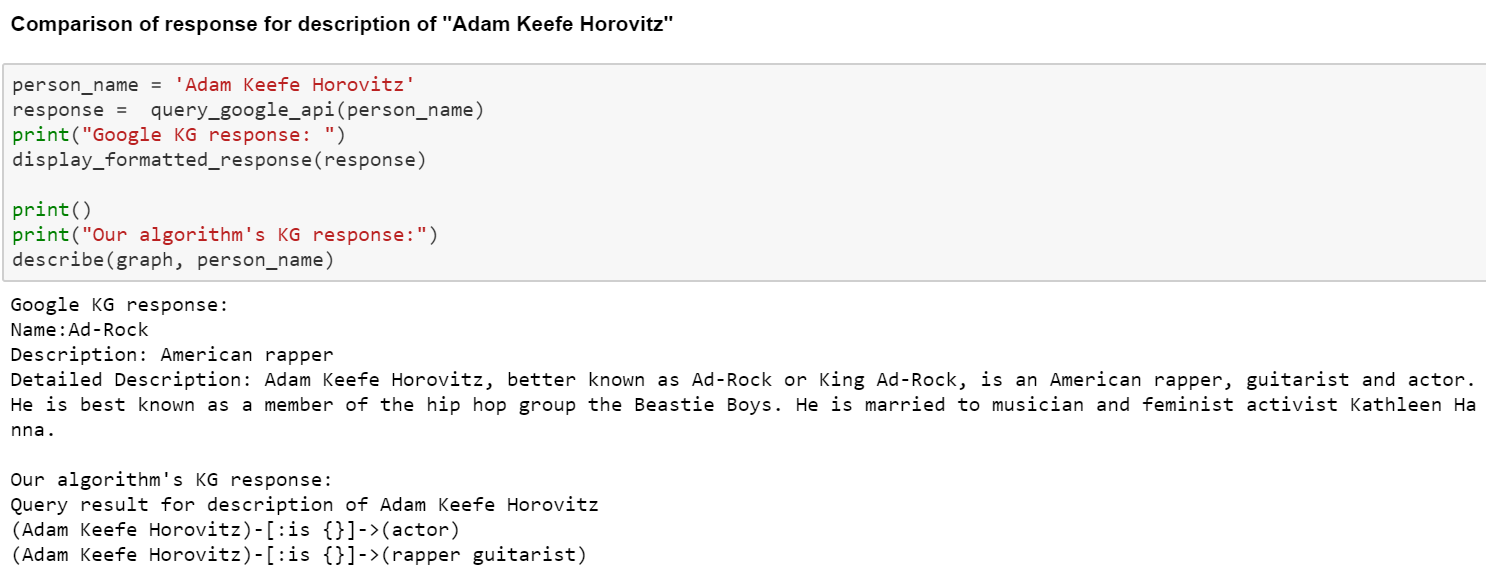 Comparison of response for description of "Adam Keefe Horovitz"
person_name = 'Adam Keefe Horovitz'
response =  query_google_api(person_name)
print("Google KG response: ")
display_formatted_response(response)
print()
print("Our algorithm's KG response:")
describe(graph, person_name)
Google KG response:
Name:Ad-Rock
Description: American rapper
Detailed Description: Adam Keefe Horovitz, better known as Ad-Rock or King Ad-Rock, is an American rapper, guitarist and actor.
He is best known as a member of the hip hop group the Beastie Boys. He is married to musician and feminist activist Kathleen Ha
nna.
Our algorithm's KG response:
Query result for description of Adam Keefe Horovitz
(Adam Keefe Horovitz)-[:is {}]->(actor)
(Adam Keefe Horovitz)-[:is {}]->(rapper guitarist)